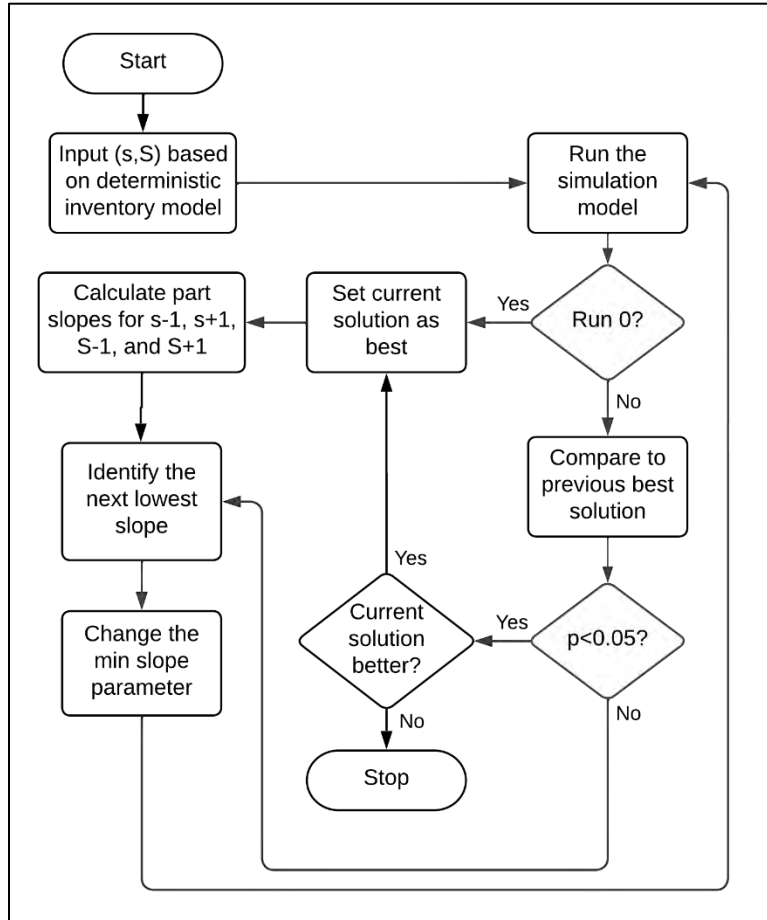 Start
Input (s,S) based
on deterministic
inventory model
Run the
simulation
model
Run 0?
Yes
No
Set current
solution as
best
Calculate part
slopes for s-1, s+1,
S-1, and S+1
Identify the
next lowest
slope
Change the
min slope
parameter
Compare to
previous best
solution
p<0.05?
Yes
No
Current
solution
better?
Yes
No
Stop